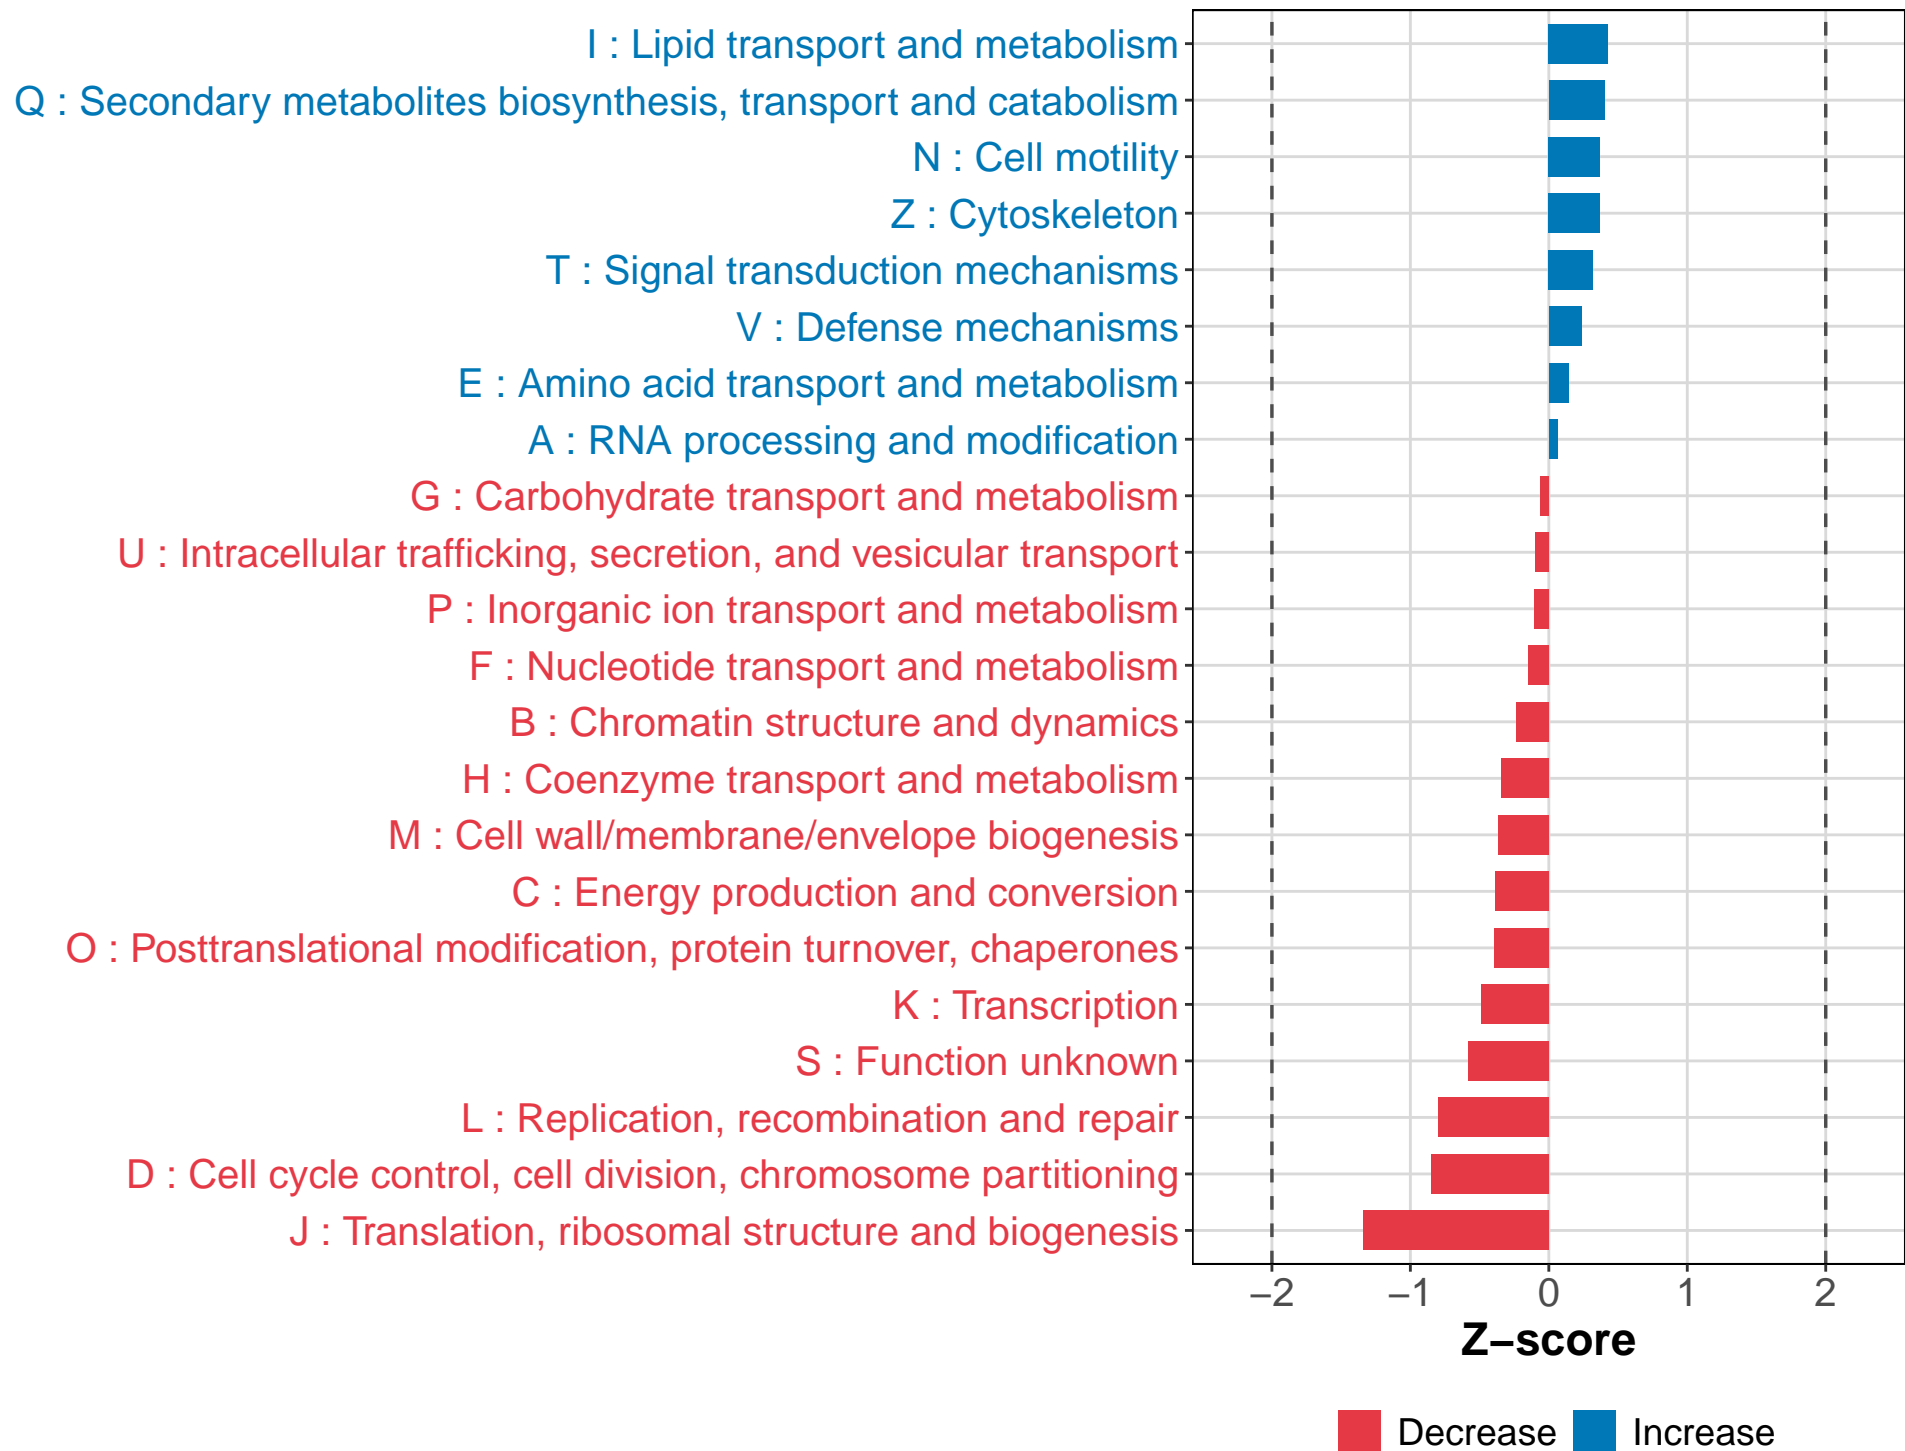 I : Lipid transport and metabolism
Q : Secondary metabolites biosynthesis, transport and catabolism
N : Cell motility
Z : Cytoskeleton
T : Signal transduction mechanisms
V : Defense mechanisms
E : Amino acid transport and metabolism
A : RNA processing and modification
G : Carbohydrate transport and metabolism
U : Intracellular trafficking, secretion, and vesicular transport
P : Inorganic ion transport and metabolism
F : Nucleotide transport and metabolism
B : Chromatin structure and dynamics
H : Coenzyme transport and metabolism
M : Cell wall/membrane/envelope biogenesis
C : Energy production and conversion
O : Posttranslational modification, protein turnover, chaperones
K : Transcription
S : Function unknown
L : Replication, recombination and repair
D : Cell cycle control, cell division, chromosome partitioning
J : Translation, ribosomal structure and biogenesis
−2 −1 0 1 2
Z−score
Decrease Increase